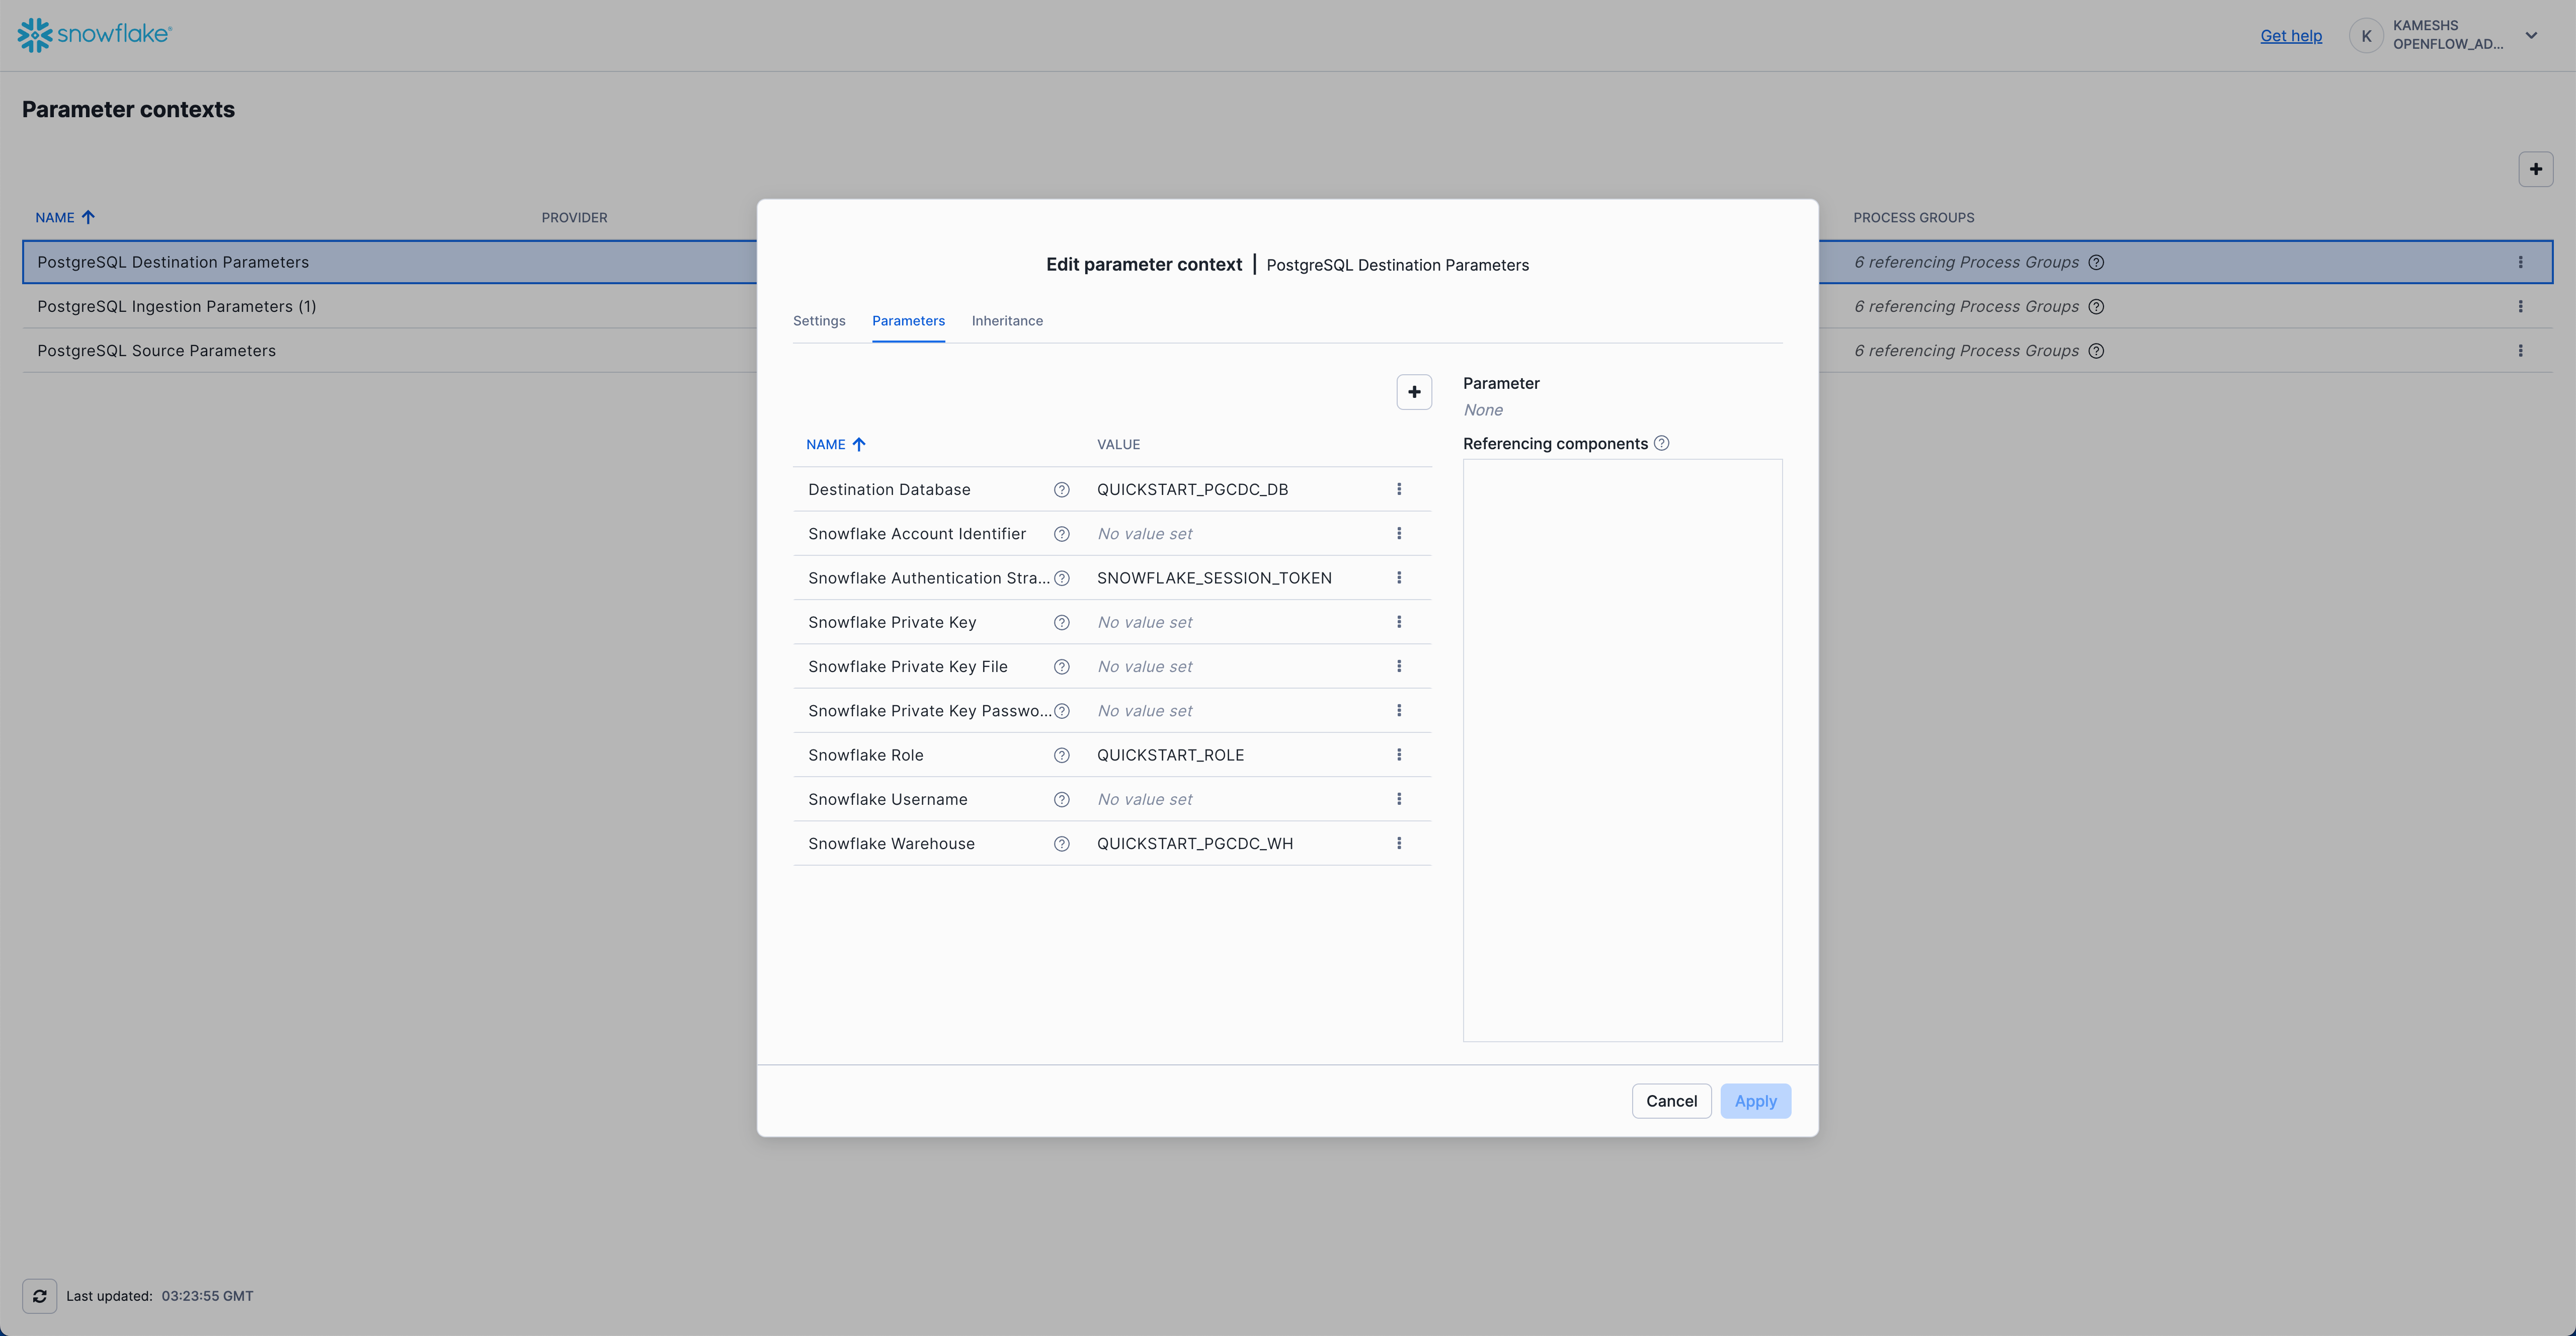 snowflake®
Get help
K
KAMESHS
OPENFLOW_AD...
Parameter contexts
NAME
PROVIDER
PROCESS GROUPS
PostgreSQL Destination Parameters
6 referencing Process Groups
PostgreSQL Ingestion Parameters (1)
6 referencing Process Groups
PostgreSQL Source Parameters
6 referencing Process Groups
Edit parameter context | PostgreSQL Destination Parameters
Settings
Parameters
Inheritance
NAME
VALUE
Destination Database
QUICKSTART_PGCDC_DB
Snowflake Account Identifier
No value set
Snowflake Authentication Stra...
SNOWFLAKE_SESSION_TOKEN
Snowflake Private Key
No value set
Snowflake Private Key File
No value set
Snowflake Private Key Passwo...
No value set
Snowflake Role
QUICKSTART_ROLE
Snowflake Username
No value set
Snowflake Warehouse
QUICKSTART_PGCDC_WH
Parameter
None
Referencing components
Cancel
Apply
Last updated: 03:23:55 GMT